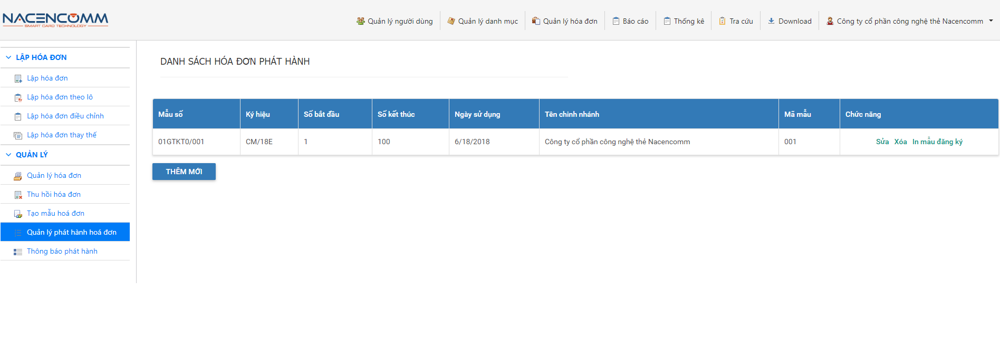 NACENCOMM
SMART CARD TECHNOLOGY
Quản lý người dùng
Quản lý danh mục
Quản lý hóa đơn
Báo cáo
Thống kê
Tra cứu
Download
Công ty cổ phần công nghệ thẻ Nacencomm
LẬP HÓA ĐƠN
Lập hóa đơn
Lập hóa đơn theo lô
Lập hóa đơn điều chỉnh
Lập hóa đơn thay thế
QUẢN LÝ
Quản lý hóa đơn
Thu hồi hóa đơn
Tạo mẫu hoá đơn
Quản lý phát hành hoá đơn
Thông báo phát hành
DANH SÁCH HÓA ĐƠN PHÁT HÀNH
Mẫu số Ký hiệu Số bắt đầu Số kết thúc Ngày sử dụng Tên chinh nhánh Mã mẫu Chức năng
01GTKT0/001 CM/18E 1 100 6/18/2018 Công ty cổ phần công nghệ thẻ Nacencomm 001 Sửa Xóa In mẫu đăng ký
THÊM MỚI